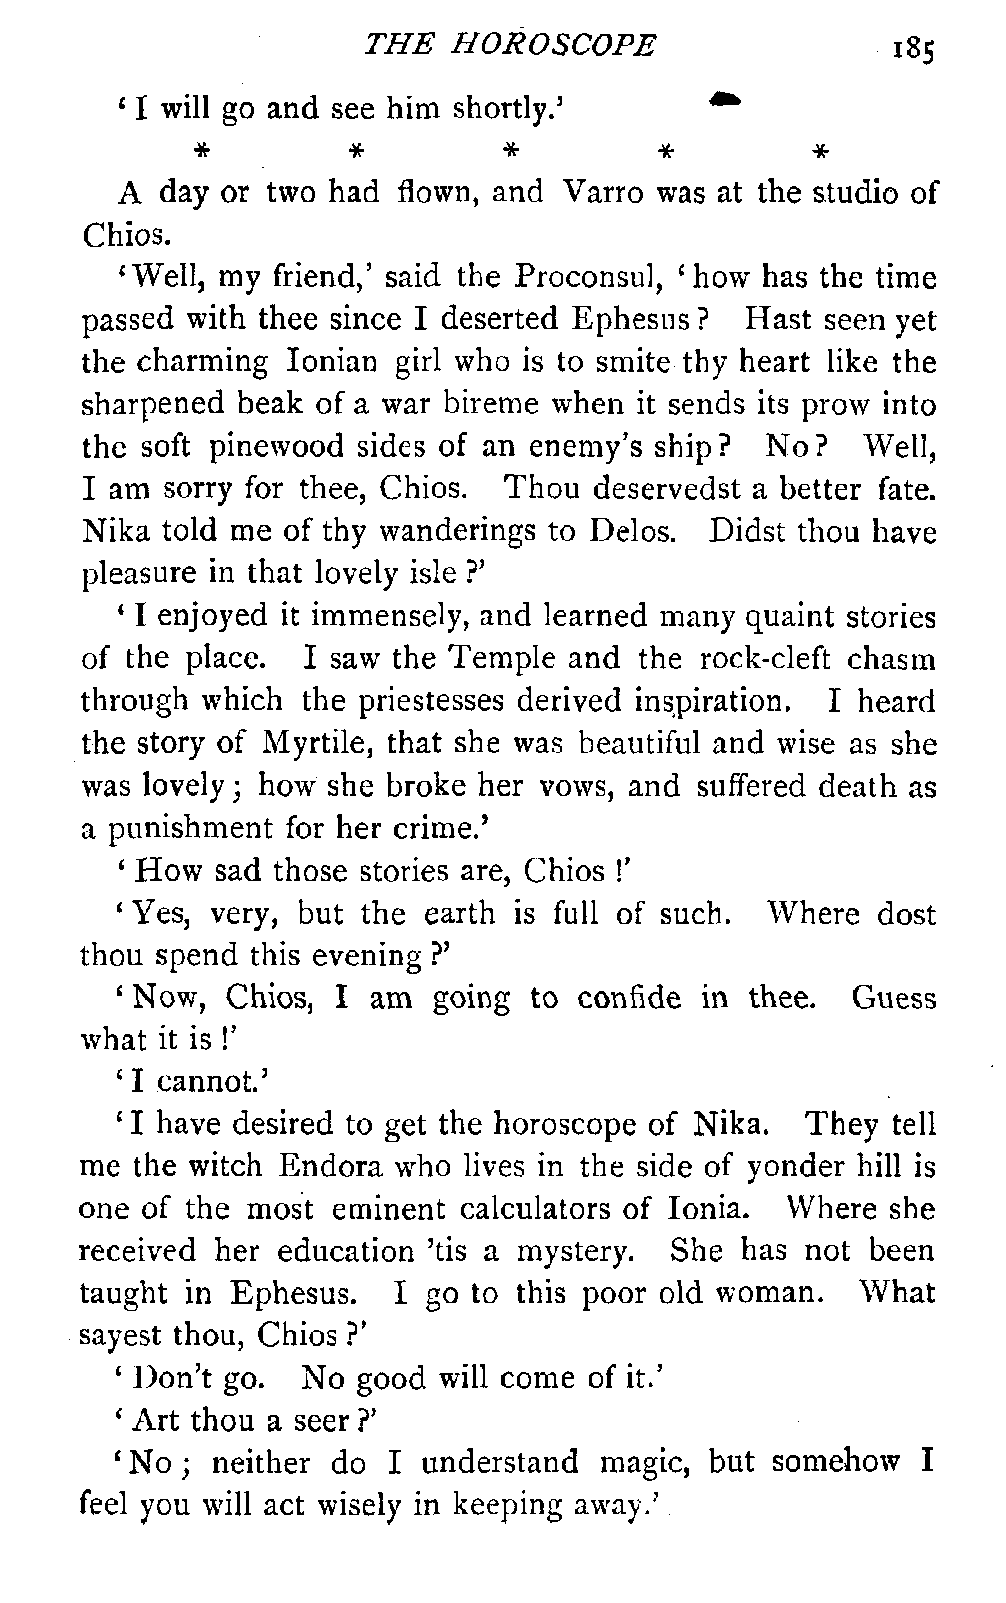 THE HOROSCOPE 185
‘ I will go and see him shortly.’
* * * * *
A day or two had flown, and Varro was at the studio of
Chios.
‘ Well, my friend,’ said the Proconsul, ‘ how has the time
passed with thee since I deserted Ephesus ? Hast seen yet
the charming Ionian girl who is to smite thy heart like the
sharpened beak of a war bireme when it sends its prow into
the soft pinewood sides of an enemy’s ship ? No ? Well,
I am sorry for thee, Chios. Thou deservedst a better fate.
Nika told me of thy wanderings to Delos. Didst thou have
pleasure in that lovely isle ?’
‘ I enjoyed it immensely, and learned many quaint stories
of the place. I saw the Temple and the rock-cleft chasm
through which the priestesses derived inspiration. I heard
the story of Myrtile, that she was beautiful and wise as she
was lovely ; how she broke her vows, and suffered death as
a punishment for her crime.’
‘ How sad those stories are, Chios !’
‘ Yes, very, but the earth is full of such. Where dost
thou spend this evening ?’
‘ Now, Chios, I am going to confide in thee. Guess
what it is !’
‘ I cannot.’
‘ I have desired to get the horoscope of Nika. They tell
me the witch Endora who lives in the side of yonder hill is
one of the most eminent calculators of Ionia. Where she
received her education ’tis a mystery. She has not been
taught in Ephesus. I go to this poor old woman. What
sayest thou, Chios ?’
‘ Don’t go. No good will come of it.’
‘ Art thou a seer ?’
‘ No ; neither do I understand magic, but somehow I
feel you will act wisely in keeping away.’